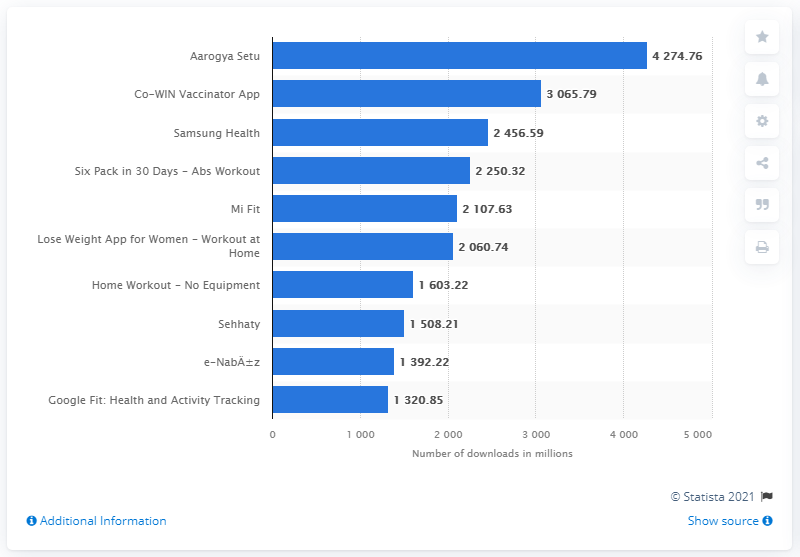 Aarogya Setu 4 274.76
Co-WIN Vaccinator App 3 065.79
Samsung Health 2 456.59
Six Pack in 30 Days - Abs Workout 2 250.32
Mi Fit 2 107.63
Lose Weight App for Women - Workout at
Home 2 060.74
Home Workout - No Equipment 1 603.22
Sehhaty 1 508.21
e-NabÄ±z 1 392.22
Google Fit: Health and Activity Tracking 1 320.85
0 1 000 2 000 3 000 4 000 5 000
Number of downloads in millions
© Statista 2021
Additional Information Show source